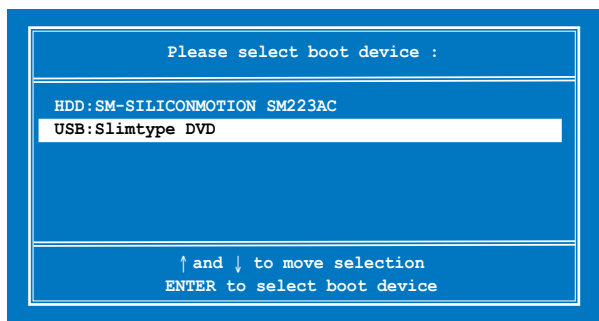 Please select boot device :
HDD:SM-SILICONMOTION SM223AC
USB:Slimtype DVD
↑ and ↓ to move selection
ENTER to select boot device